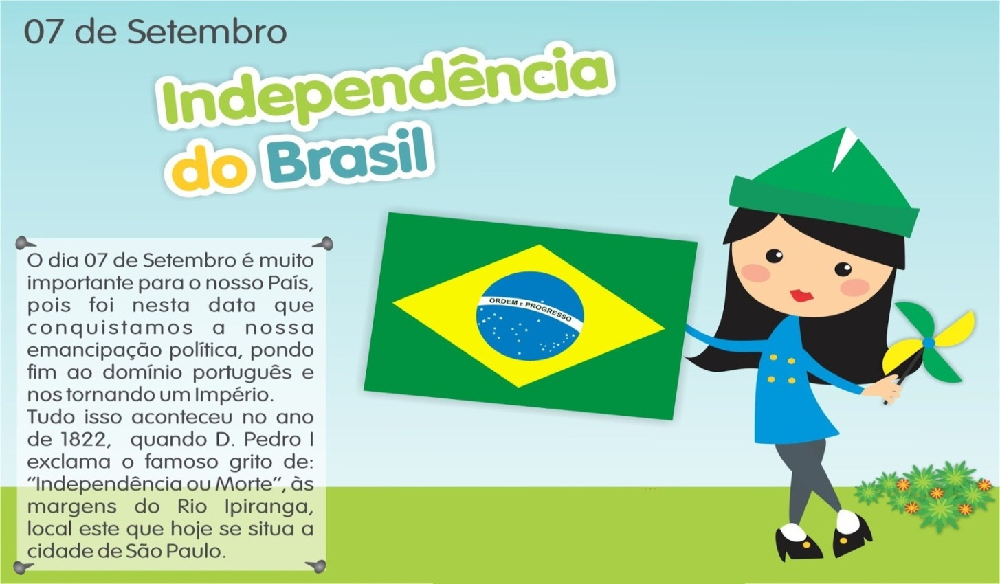 07 de Setembro
Independência
do Brasil
ORDEM E PROGRESSO
O dia 07 de Setembro é muito
importante para o nosso País,
pois foi nesta data que
conquistamos a nossa
emancipação política, pondo
fim ao domínio português e
nos tornando um Império.
Tudo isso aconteceu no ano
de 1822, quando D. Pedro I
exclama o famoso grito de:
“Independência ou Morte”, às
margens do Rio Ipiranga,
local este que hoje se situa a
cidade de São Paulo.